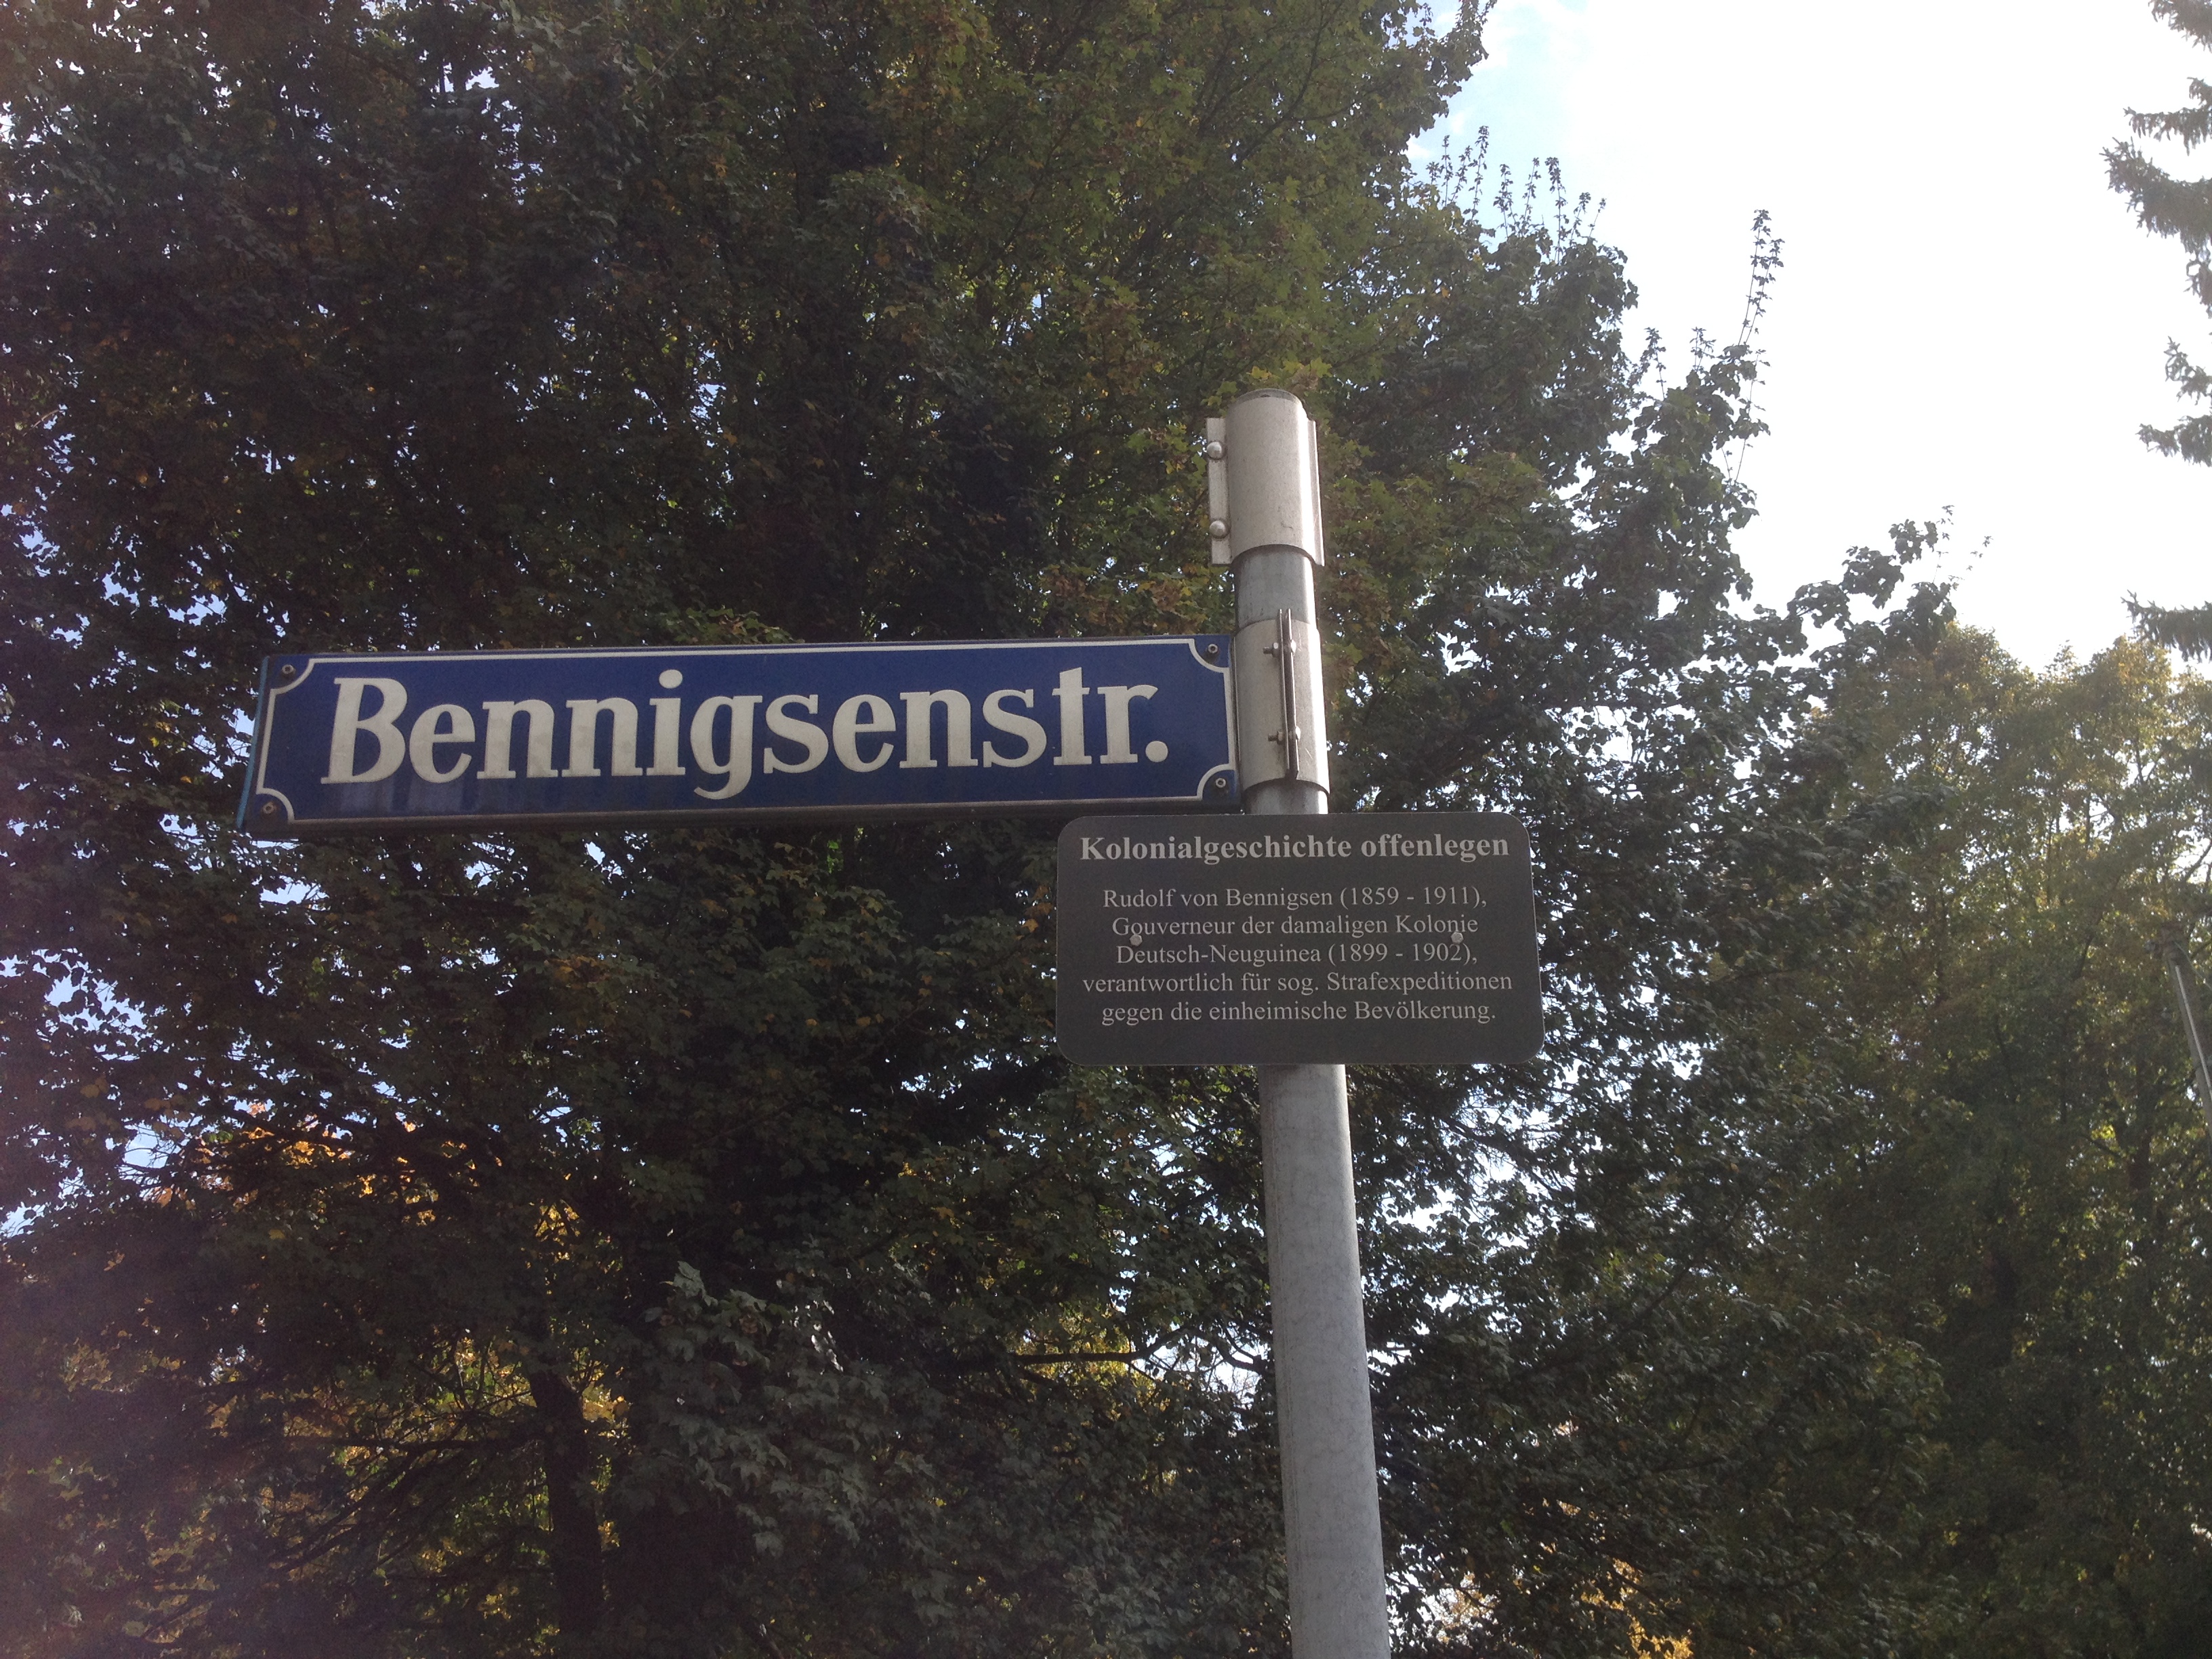 Bennigsenstr.
Kolonialgeschichte offenlegen
Rudolf von Bennigsen (1859 - 1911),
Gouverneur der damaligen Kolonie
Deutsch-Neuguinea (1899 - 1902),
verantwortlich für sog. Strafexpeditionen
gegen die einheimische Bevölkerung.